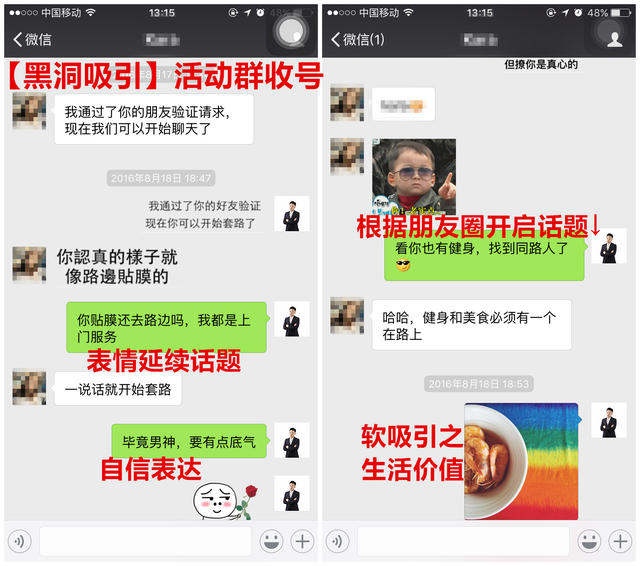 中国移动
13:15
微信
2016年8月17日
【黑洞吸引】活动群收号
我通过了你的朋友验证请求，
现在我们可以开始聊天了
2016年8月18日 18:47
我通过了你的好友验证
现在你可以开始套路了
你認真的樣子就
像路邊貼膜的
你贴膜还去路边吗，我都是上
门服务
表情延续话题
一说话就开始套路
毕竟男神，要有点底气
自信表达
中国移动
13:15
48%
微信(1)
但撩你是真心的
根据朋友圈开启话题↓
看你也有健身，找到同路人了
哈哈，健身和美食必须有一个
在路上
2016年8月18日 18:53
软吸引之
生活价值